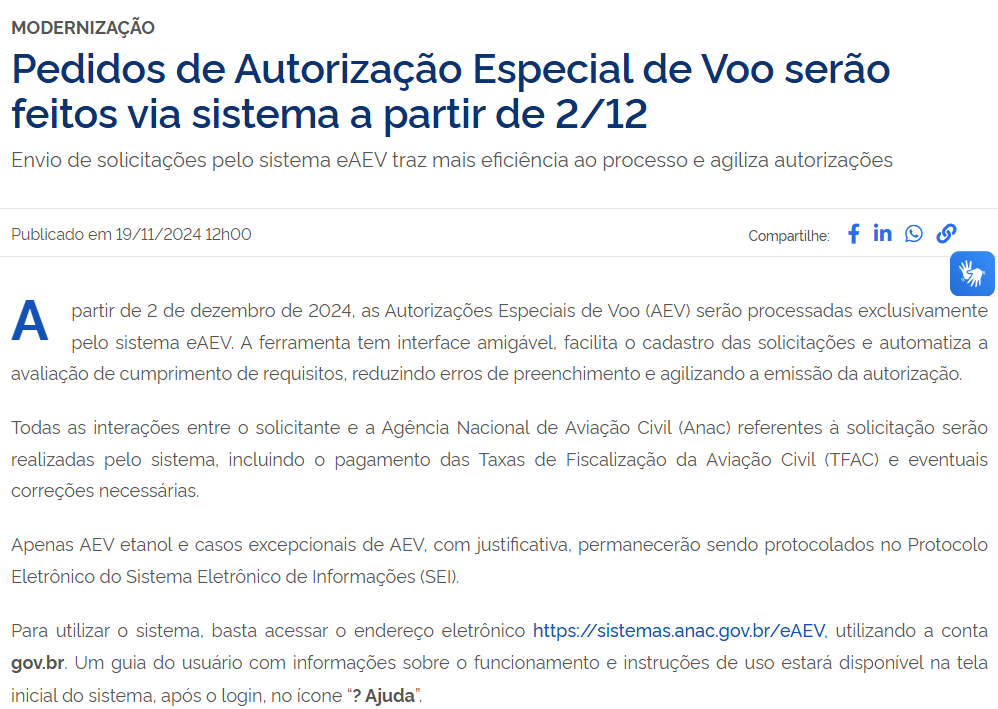 MODERNIZAÇÃO
Pedidos de Autorização Especial de Voo serão
feitos via sistema a partir de 2/12
Envio de solicitações pelo sistema eAEV traz mais eficiência ao processo e agiliza autorizações
Publicado em 19/11/2024 12h00
Compartilhe:
A partir de 2 de dezembro de 2024, as Autorizações Especiais de Voo (AEV) serão processadas exclusivamente
pelo sistema eAEV. A ferramenta tem interface amigável, facilita o cadastro das solicitações e automatiza a
avaliação de cumprimento de requisitos, reduzindo erros de preenchimento e agilizando a emissão da autorização.
Todas as interações entre o solicitante e a Agência Nacional de Aviação Civil (Anac) referentes à solicitação serão
realizadas pelo sistema, incluindo o pagamento das Taxas de Fiscalização da Aviação Civil (TFAC) e eventuais
correções necessárias.
Apenas AEV etanol e casos excepcionais de AEV, com justificativa, permanecerão sendo protocolados no Protocolo
Eletrônico do Sistema Eletrônico de Informações (SEI).
Para utilizar o sistema, basta acessar o endereço eletrônico https://sistemas.anac.gov.br/eAEV, utilizando a conta
gov.br. Um guia do usuário com informações sobre o funcionamento e instruções de uso estará disponível na tela
inicial do sistema, após o login, no ícone “? Ajuda”.